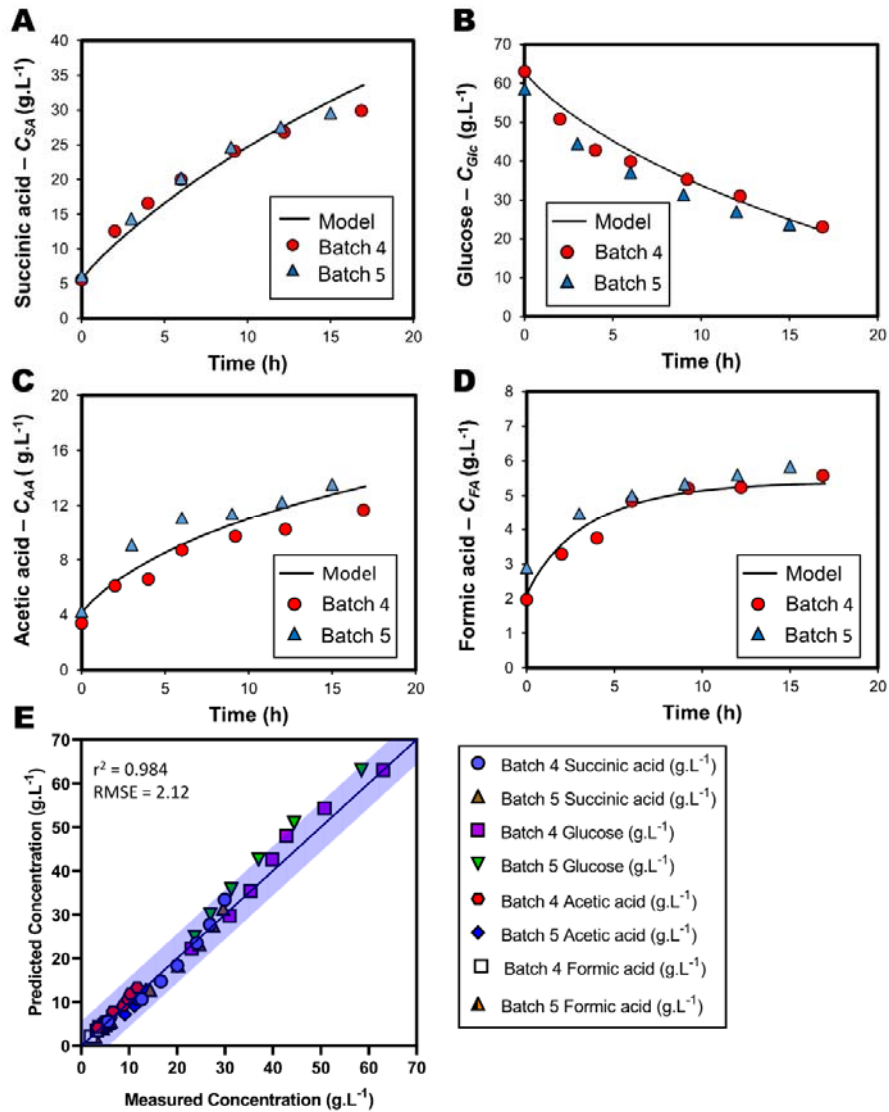 A
Succinic acid – C_SA (g.L⁻¹)
40
35
30
25
20
15
10
5
0
0 5 10 15 20
Time (h)
Model
Batch 4
Batch 5
B
Glucose – C_Glc (g.L⁻¹)
70
60
50
40
30
20
10
0
0 5 10 15 20
Time (h)
Model
Batch 4
Batch 5
C
Acetic acid – C_AA ( g.L⁻¹)
20
16
12
8
4
0
0 5 10 15 20
Time (h)
Model
Batch 4
Batch 5
D
Formic acid – C_FA (g.L⁻¹)
8
7
6
5
4
3
2
1
0
0 5 10 15 20
Time (h)
Model
Batch 4
Batch 5
E
Predicted Concentration (g.L⁻¹)
70
60
50
40
30
20
10
0
r² = 0.984
RMSE = 2.12
0 10 20 30 40 50 60 70
Measured Concentration (g.L⁻¹)
Batch 4 Succinic acid (g.L⁻¹)
Batch 5 Succinic acid (g.L⁻¹)
Batch 4 Glucose (g.L⁻¹)
Batch 5 Glucose (g.L⁻¹)
Batch 4 Acetic acid (g.L⁻¹)
Batch 5 Acetic acid (g.L⁻¹)
Batch 4 Formic acid (g.L⁻¹)
Batch 5 Formic acid (g.L⁻¹)